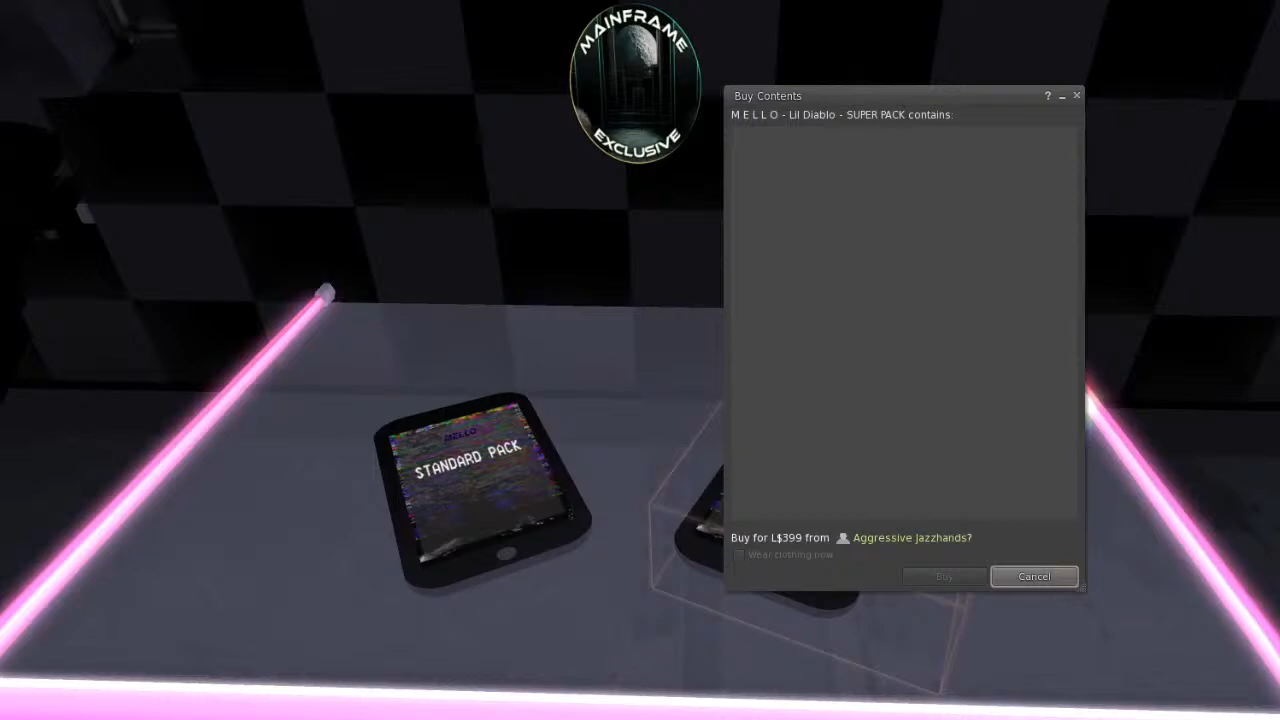 MAINFRAME
EXCLUSIVE
Buy Contents
?
M E L L O - Lil Diablo - SUPER PACK contains:
MELLO
STANDARD PACK
Buy for L$399 from Aggressive Jazzhands?
Wear clothing now
Buy
Cancel